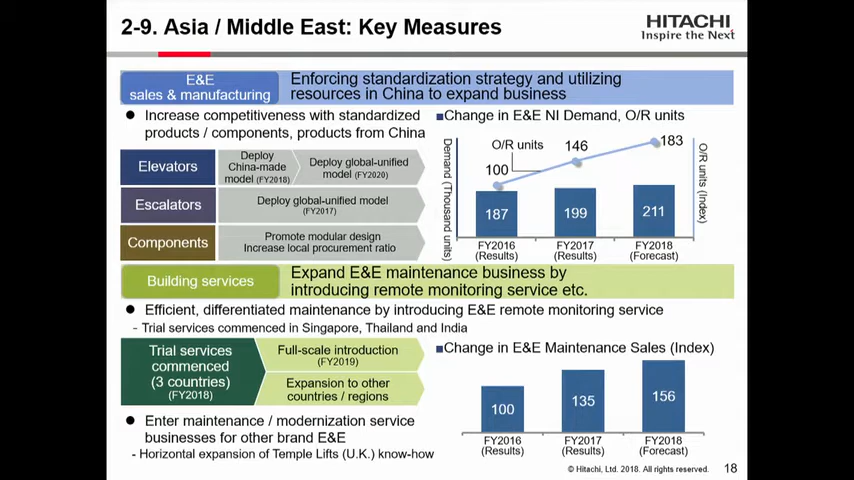 2-9. Asia / Middle East: Key Measures
HITACHI
Inspire the Next
E&E
sales & manufacturing
Enforcing standardization strategy and utilizing
resources in China to expand business
● Increase competitiveness with standardized
products / components, products from China
Elevators
Deploy
China-made
model (FY2018)
Deploy global-unified
model (FY2020)
Escalators
Deploy global-unified model
(FY2017)
Components
Promote modular design
Increase local procurement ratio
■Change in E&E NI Demand, O/R units
Demand (Thousand units)
O/R units
100
146
183
187
199
211
O/R units (Index)
FY2016
(Results)
FY2017
(Results)
FY2018
(Forecast)
Building services
Expand E&E maintenance business by
introducing remote monitoring service etc.
● Efficient, differentiated maintenance by introducing E&E remote monitoring service
- Trial services commenced in Singapore, Thailand and India
Trial services
commenced
(3 countries)
(FY2018)
Full-scale introduction
(FY2019)
Expansion to other
countries / regions
● Enter maintenance / modernization service
businesses for other brand E&E
- Horizontal expansion of Temple Lifts (U.K.) know-how
■Change in E&E Maintenance Sales (Index)
100
135
156
FY2016
(Results)
FY2017
(Results)
FY2018
(Forecast)
© Hitachi, Ltd. 2018. All rights reserved.
18